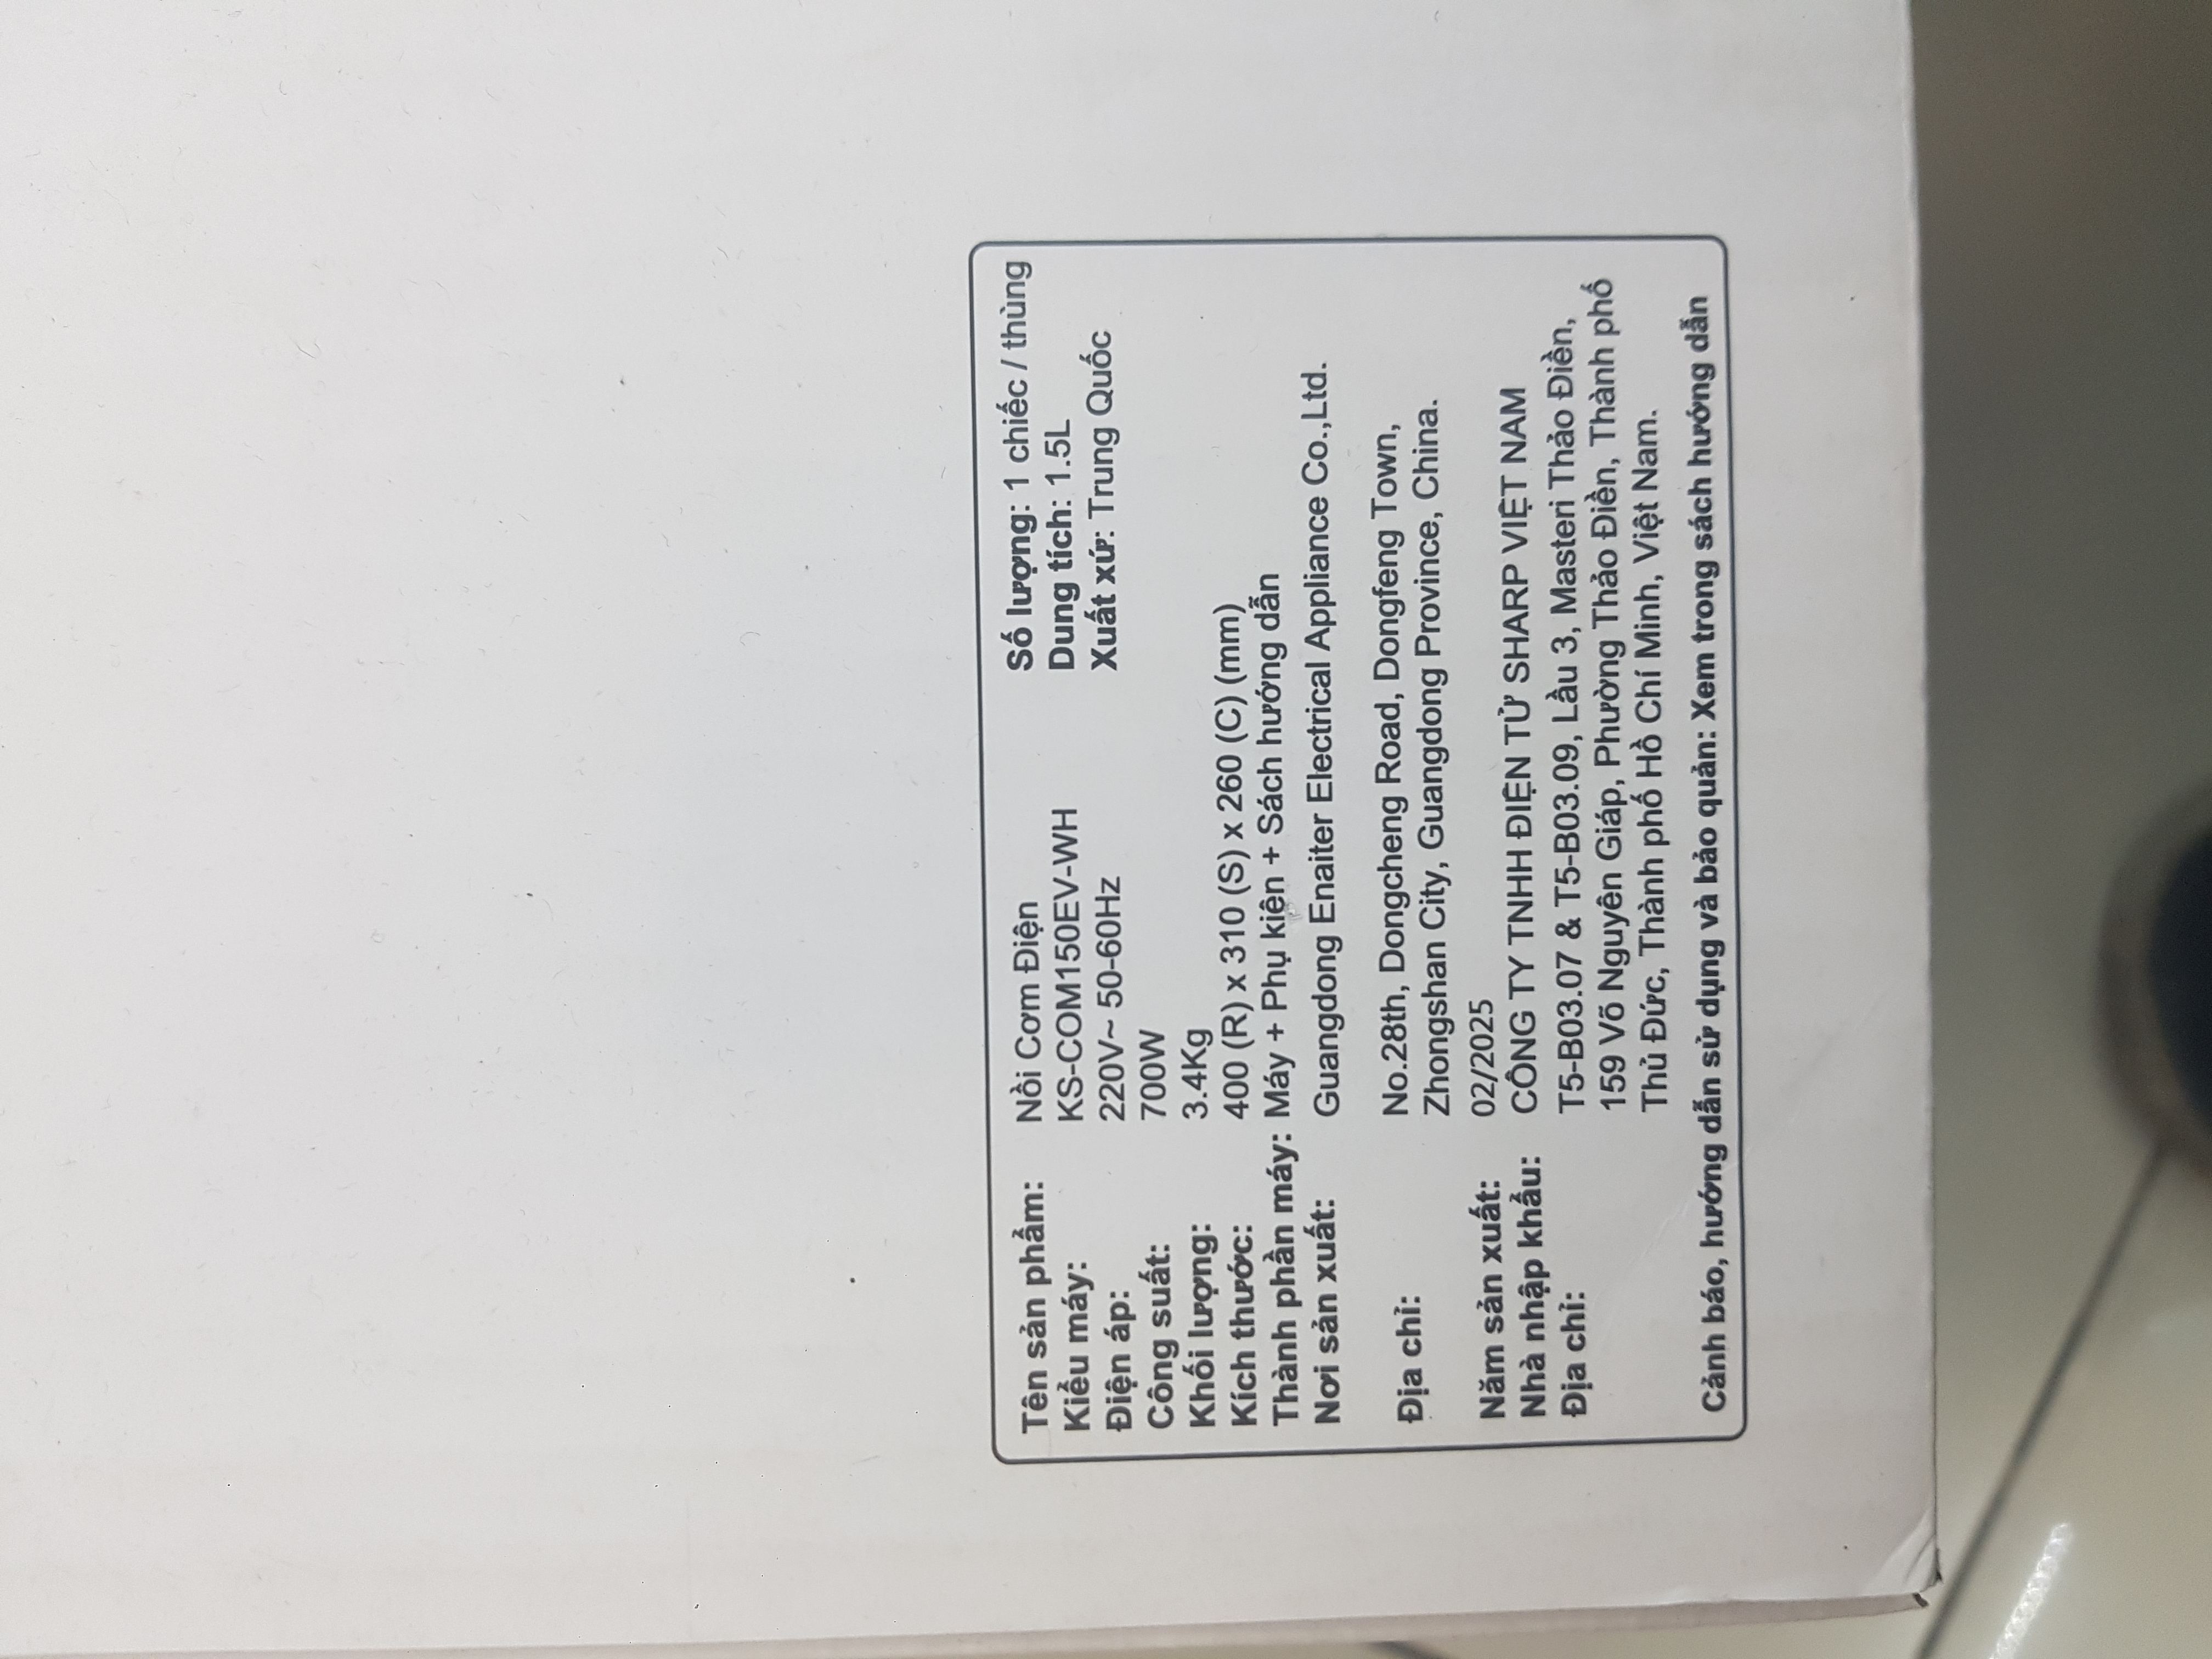 Tên sản phẩm: Nồi Cơm Điện Số lượng: 1 chiếc / thùng
Kiểu máy: KS-COM150EV-WH Dung tích: 1.5L
Điện áp: 220V~ 50-60Hz Xuất xứ: Trung Quốc
Công suất: 700W
Khối lượng: 3.4Kg
Kích thước: 400 (R) x 310 (S) x 260 (C) (mm)
Thành phần máy: Máy + Phụ kiện + Sách hướng dẫn
Nơi sản xuất: Guangdong Enaiter Electrical Appliance Co.,Ltd.
Địa chỉ: No.28th, Dongcheng Road, Dongfeng Town,
Zhongshan City, Guangdong Province, China.
Năm sản xuất: 02/2025
Nhà nhập khẩu: CÔNG TY TNHH ĐIỆN TỬ SHARP VIỆT NAM
Địa chỉ: T5-B03.07 & T5-B03.09, Lầu 3, Masteri Thảo Điền,
159 Võ Nguyên Giáp, Phường Thảo Điền, Thành phố
Thủ Đức, Thành phố Hồ Chí Minh, Việt Nam.
Cảnh báo, hướng dẫn sử dụng và bảo quản: Xem trong sách hướng dẫn